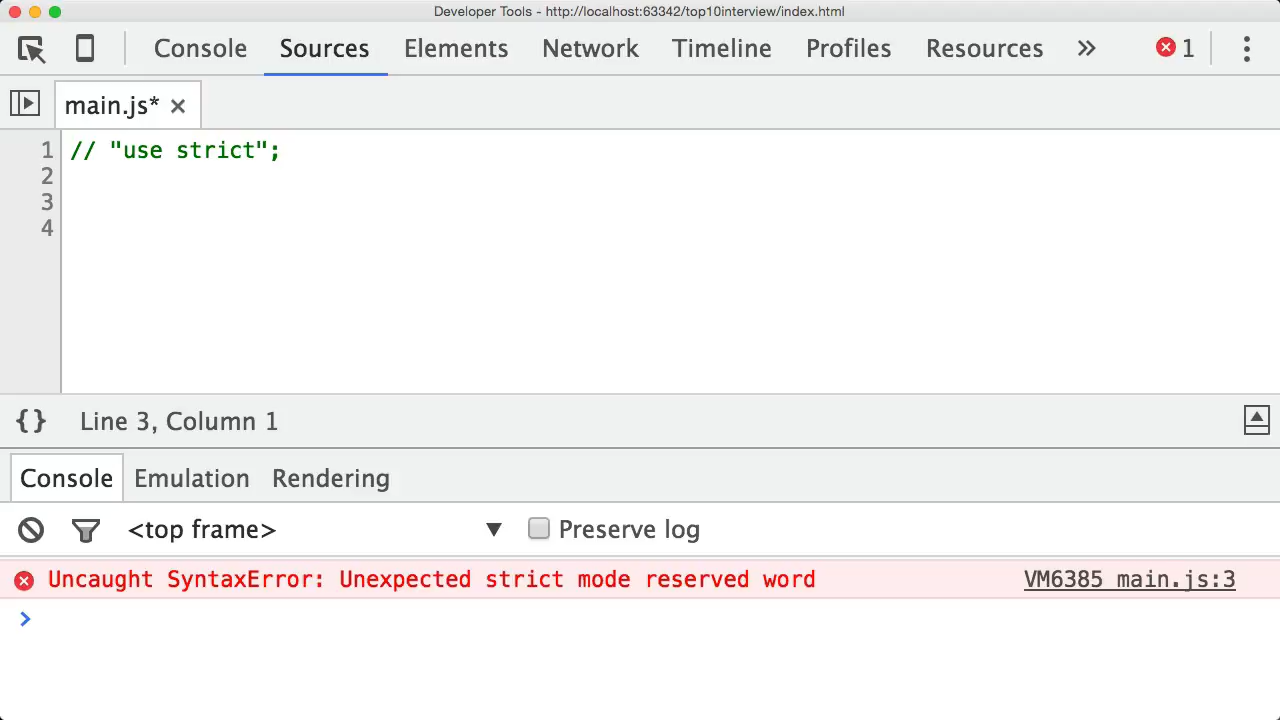 Developer Tools - http://localhost:63342/top10interview/index.html
Console Sources Elements Network Timeline Profiles Resources » 1
main.js* ×
1 // "use strict";
2
3
4
{} Line 3, Column 1
Console Emulation Rendering
<top frame> ▼ Preserve log
Uncaught SyntaxError: Unexpected strict mode reserved word VM6385 main.js:3
>